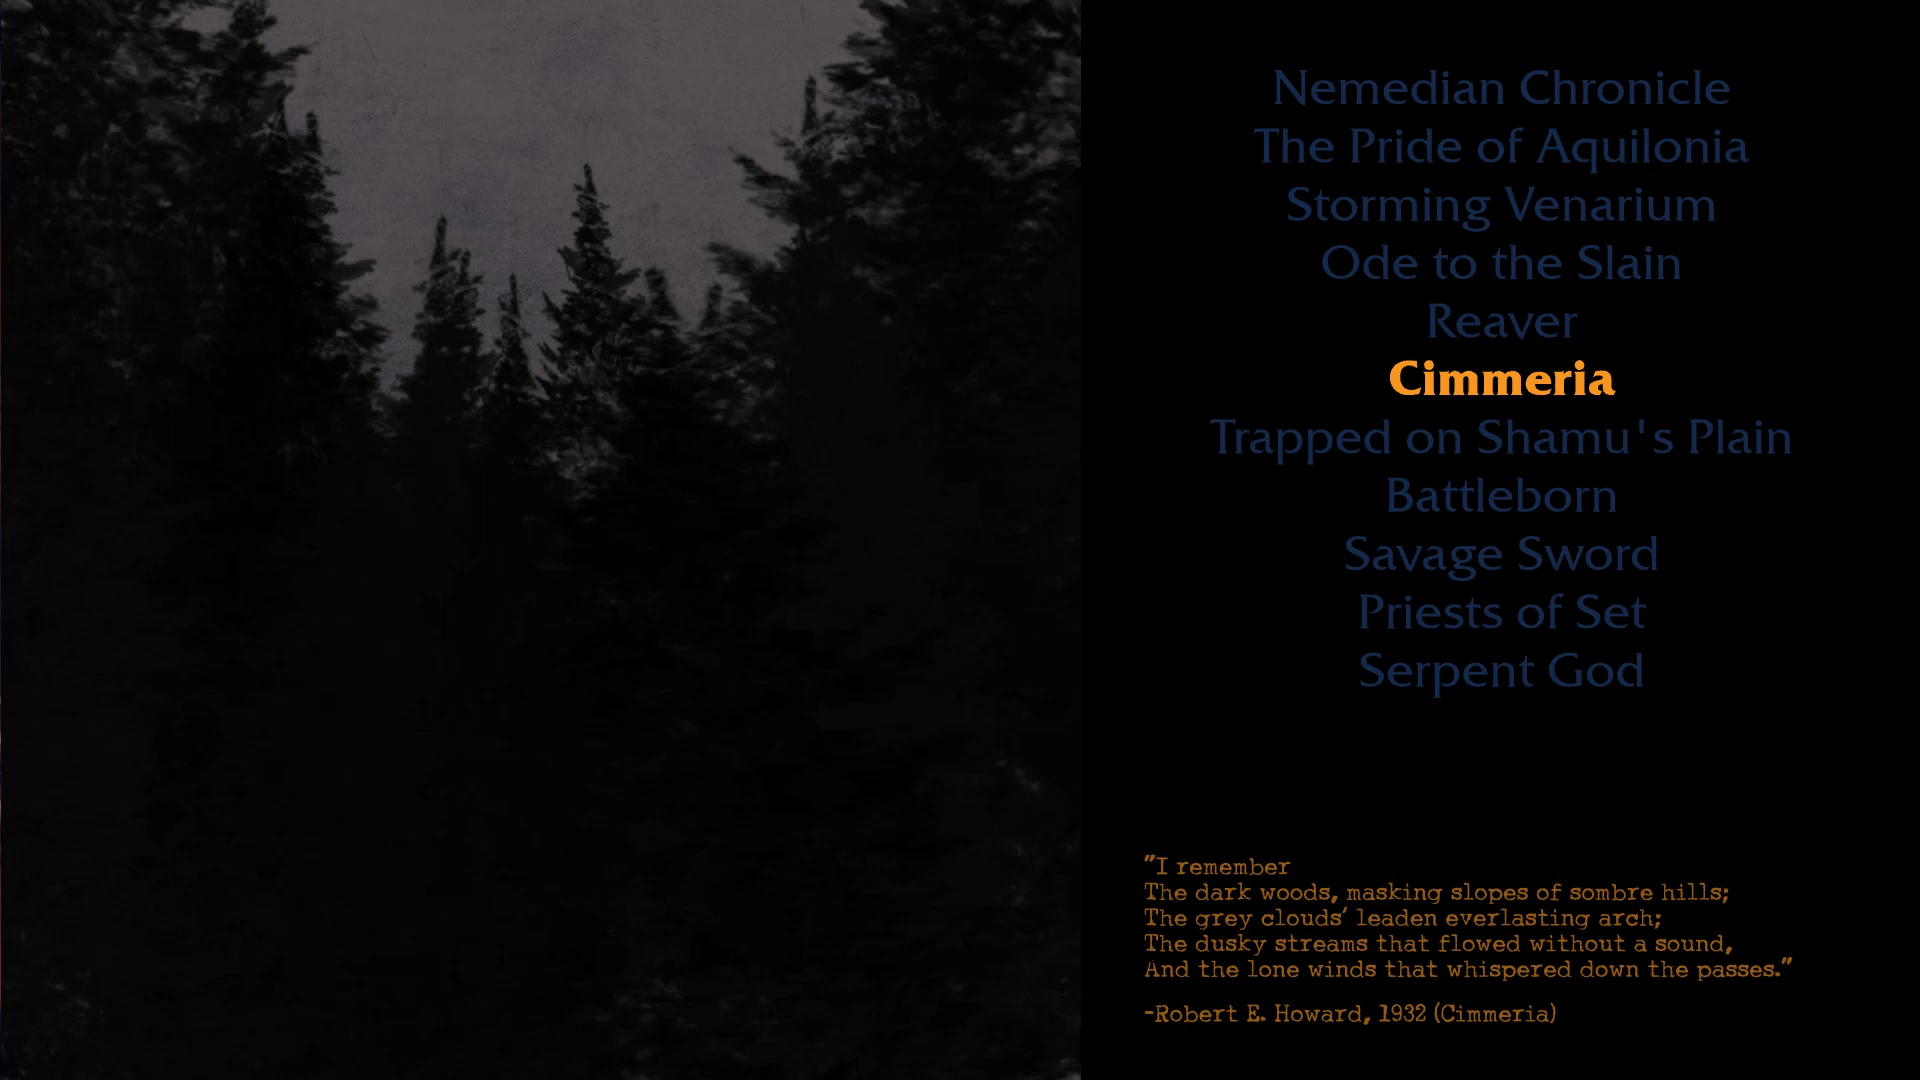 Nemedian Chronicle
The Pride of Aquilonia
Storming Venarium
Ode to the Slain
Reaver
Cimmeria
Trapped on Shamu's Plain
Battleborn
Savage Sword
Priests of Set
Serpent God
"I remember
The dark woods, masking slopes of sombre hills;
The grey clouds' leaden everlasting arch;
The dusky streams that flowed without a sound,
And the lone winds that whispered down the passes."
-Robert E. Howard, 1932 (Cimmeria)